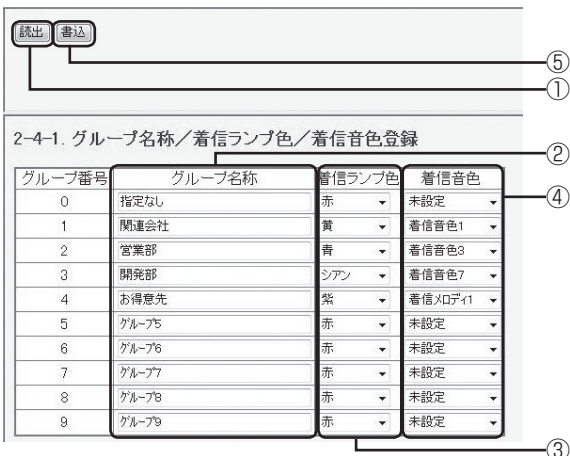 読出 書込
⑤
①
2-4-1. グループ名称／着信ランプ色／着信音色登録
②
グループ番号 グループ名称 着信ランプ色 着信音色
④
0 指定なし 赤 未設定
1 関連会社 黄 着信音色1
2 営業部 青 着信音色3
3 開発部 シアン 着信音色7
4 お得意先 紫 着信ﾒﾛﾃﾞｨ1
5 ｸﾞﾙｰﾌﾟ5 赤 未設定
6 ｸﾞﾙｰﾌﾟ6 赤 未設定
7 ｸﾞﾙｰﾌﾟ7 赤 未設定
8 ｸﾞﾙｰﾌﾟ8 赤 未設定
9 ｸﾞﾙｰﾌﾟ9 赤 未設定
③